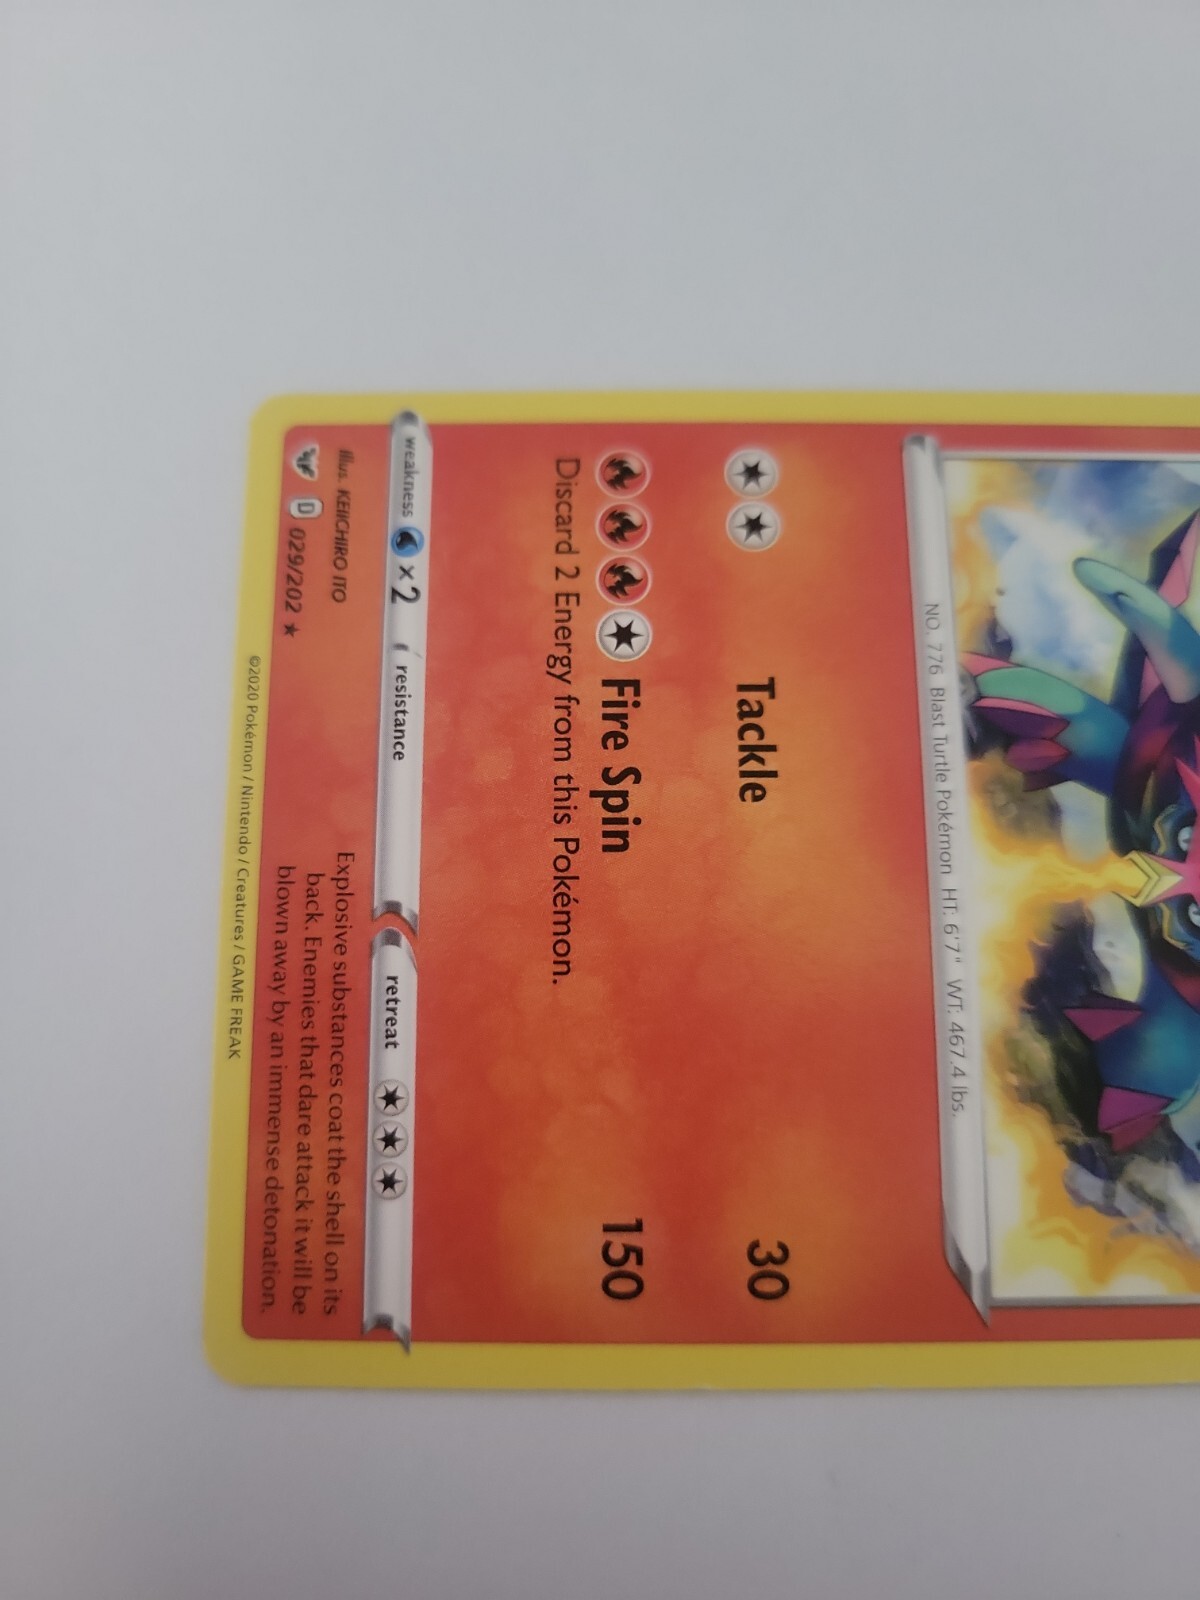 NO. 776 Blast Turtle Pokémon HT: 6'7" WT: 467.4 lbs.
Tackle 30
Fire Spin 150
Discard 2 Energy from this Pokémon.
weakness ×2 resistance retreat
Illus. KEIICHIRO ITO
D 029/202 ★
Explosive substances coat the shell on its
back. Enemies that dare attack it will be
blown away by an immense detonation.
©2020 Pokémon / Nintendo / Creatures / GAME FREAK